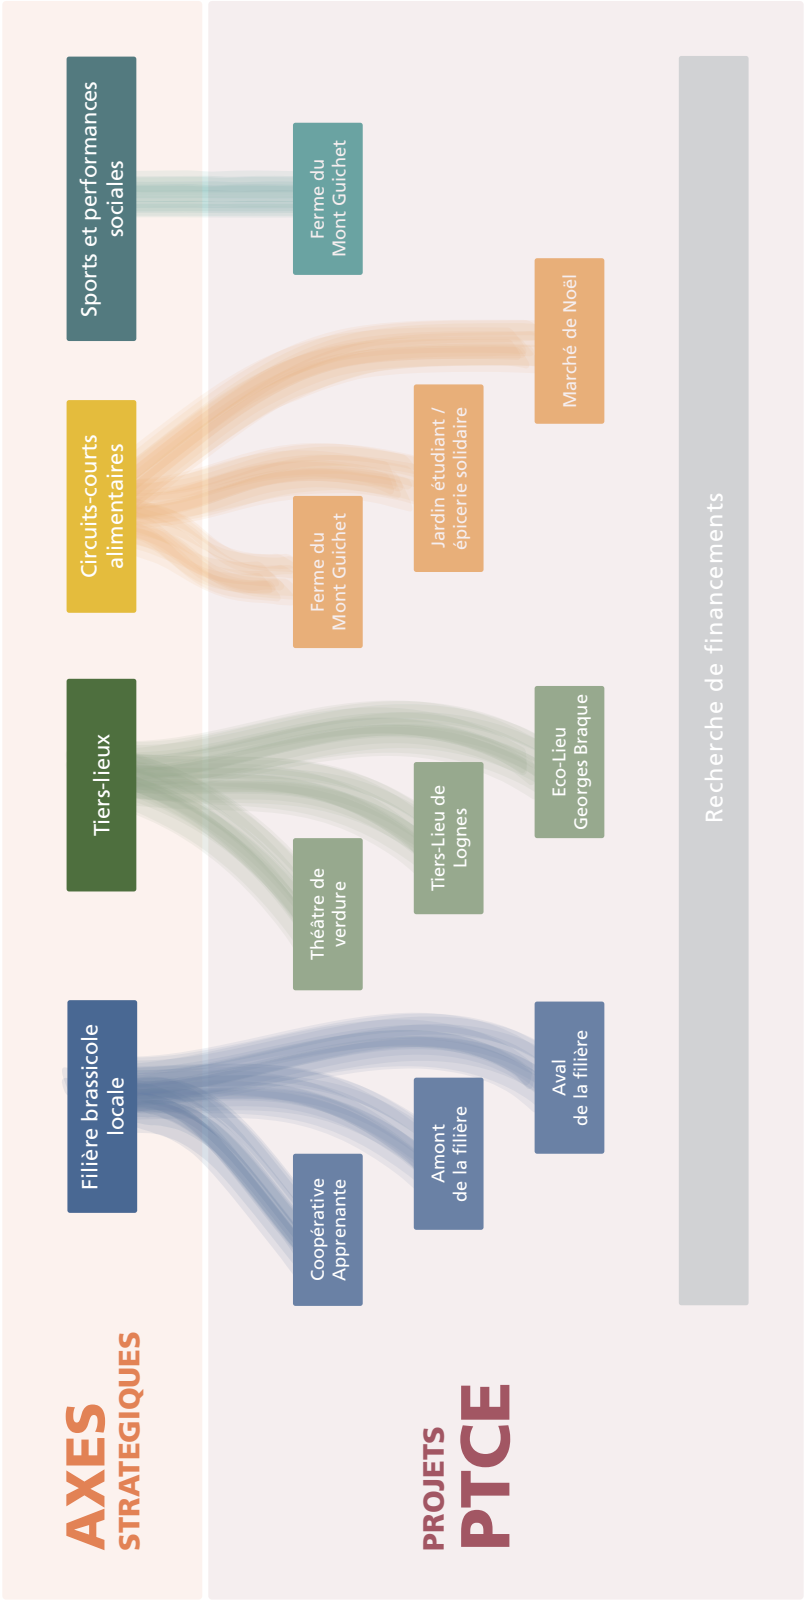 AXES
STRATEGIQUES
Filière brassicole
locale
Tiers-lieux
Circuits-courts
alimentaires
Sports et performances
sociales
PROJETS
PTCE
Coopérative
Apprenante
Théâtre de
verdure
Ferme du
Mont Guichet
Ferme du
Mont Guichet
Amont
de la filière
Tiers-Lieu de
Lognes
Jardin étudiant /
épicerie solidaire
Aval
de la filière
Eco-Lieu
Georges Braque
Marché de Noël
Recherche de financements